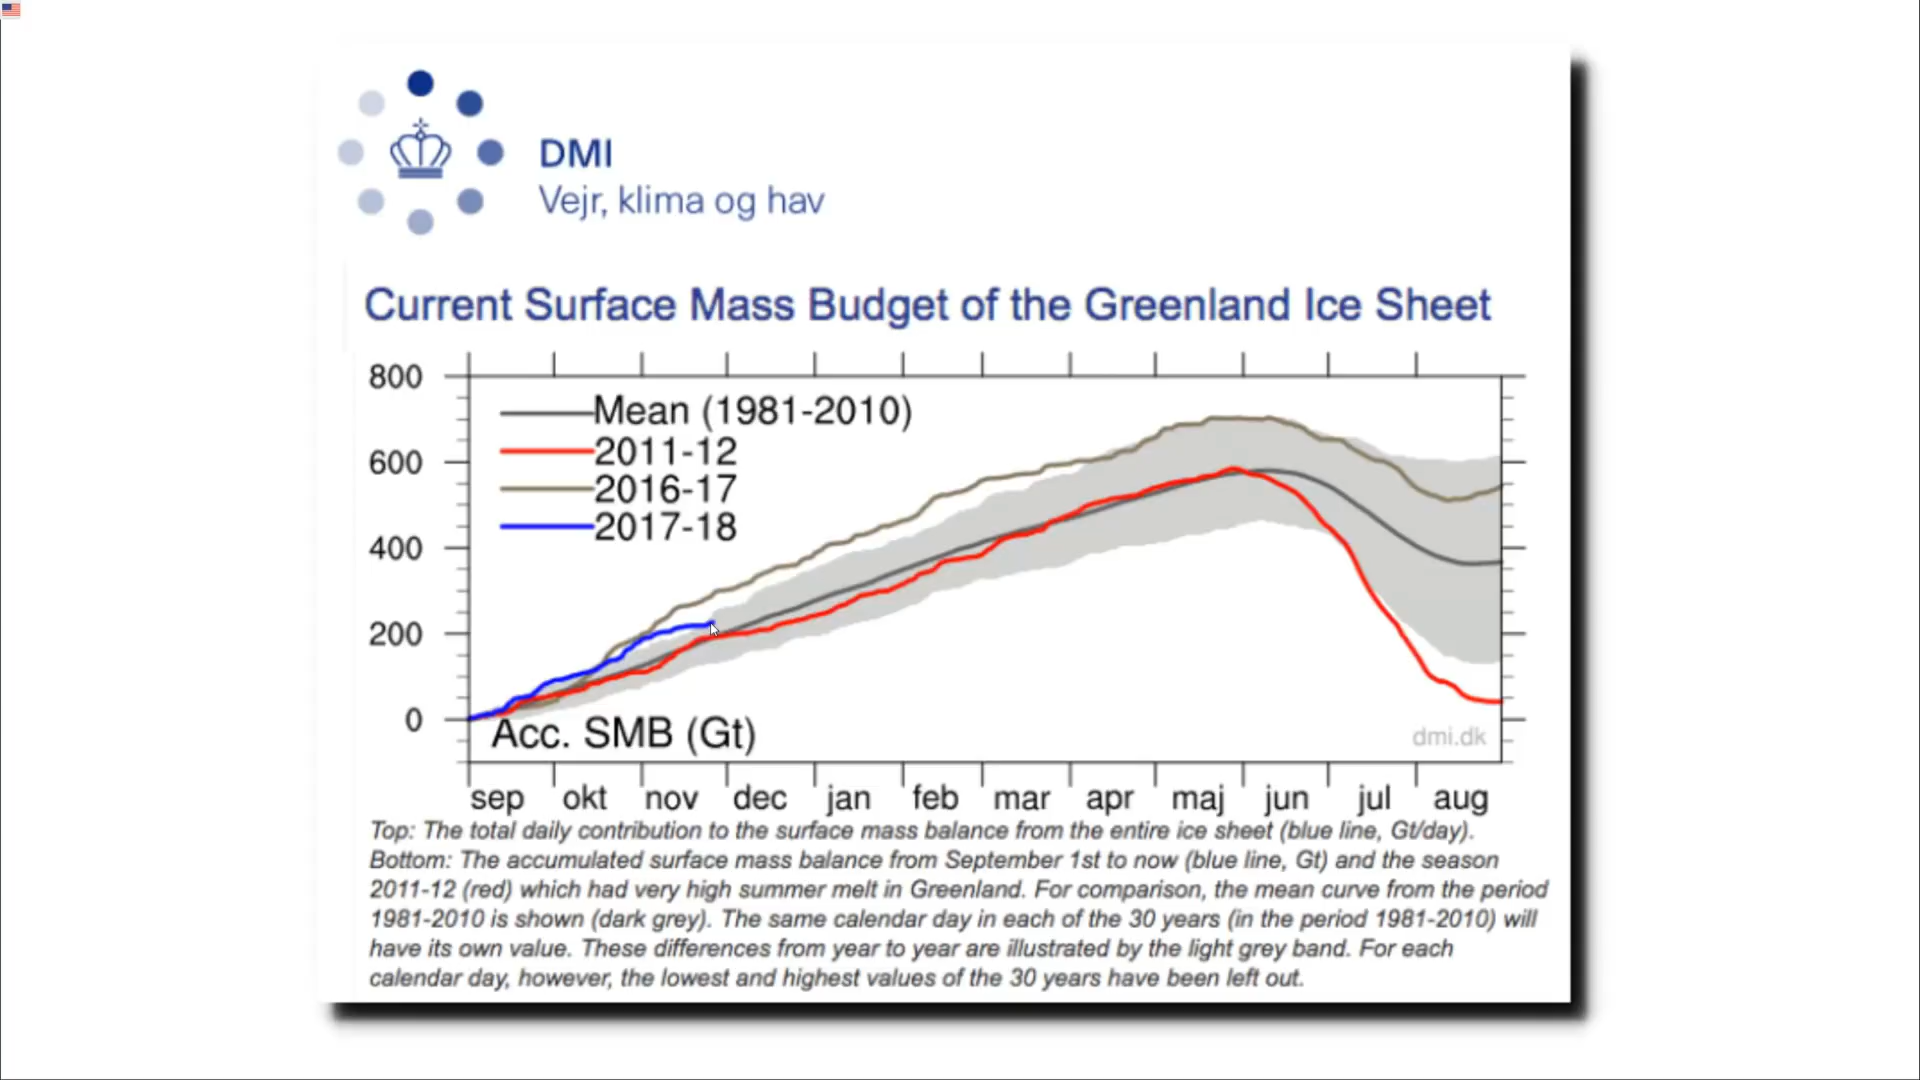 DMI
Vejr, klima og hav
Current Surface Mass Budget of the Greenland Ice Sheet
800
600
400
200
0
Mean (1981-2010)
2011-12
2016-17
2017-18
Acc. SMB (Gt)
dmi.dk
sep okt nov dec jan feb mar apr maj jun jul aug
Top: The total daily contribution to the surface mass balance from the entire ice sheet (blue line, Gt/day).
Bottom: The accumulated surface mass balance from September 1st to now (blue line, Gt) and the season
2011-12 (red) which had very high summer melt in Greenland. For comparison, the mean curve from the period
1981-2010 is shown (dark grey). The same calendar day in each of the 30 years (in the period 1981-2010) will
have its own value. These differences from year to year are illustrated by the light grey band. For each
calendar day, however, the lowest and highest values of the 30 years have been left out.